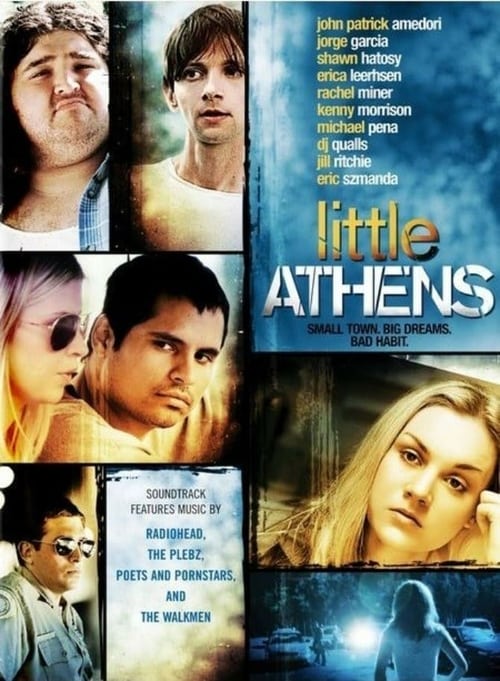 john patrick amedori
jorge garcia
shawn hatosy
erica leerhsen
rachel miner
kenny morrison
michael pena
dj qualls
jill ritchie
eric szmanda
little
ATHENS
SMALL TOWN. BIG DREAMS.
BAD HABIT.
SOUNDTRACK
FEATURES MUSIC BY
RADIOHEAD,
THE PLEBZ,
POETS AND PORNSTARS,
AND
THE WALKMEN